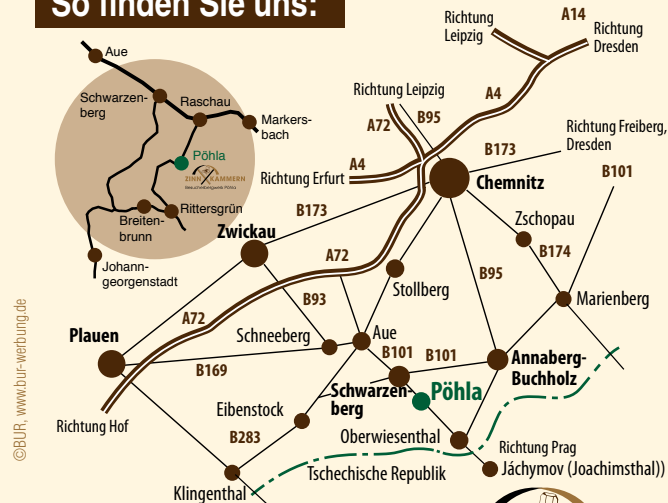 So finden Sie uns:
Aue
Schwarzen-
berg
Raschau
Markers-
bach
Pöhla
ZINNKAMMERN
Besucherbergwerk Pöhla
Rittersgrün
Breiten-
brunn
Johann-
georgenstadt
Richtung
Leipzig
A14
Richtung
Dresden
Richtung Leipzig
A72
B95
A4
Richtung Freiberg,
Dresden
B173
B101
A4
Richtung Erfurt
Chemnitz
B173
Zschopau
Zwickau
B174
A72
B95
Stollberg
B93
Marienberg
A72
Plauen
Schneeberg
Aue
B169
B101
B101
Annaberg-
Buchholz
Schwarzen-
berg
Pöhla
Eibenstock
Richtung Hof
B283
Oberwiesenthal
Richtung Prag
Jáchymov (Joachimsthal))
Tschechische Republik
Klingenthal
©BUR, www.bur-werbung.de